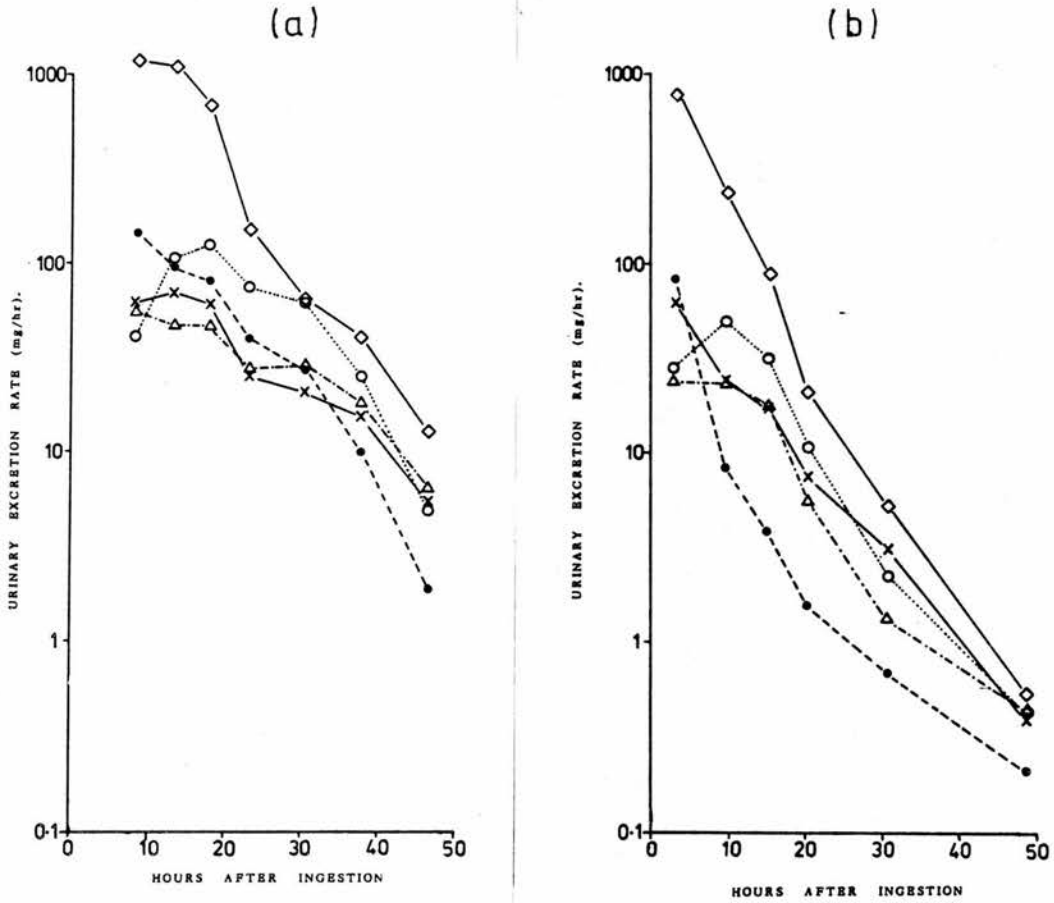 (a)
1000
100
10
1
0·1
0 10 20 30 40 50
URINARY EXCRETION RATE (mg/hr).
HOURS AFTER INGESTION
(b)
1000
100
10
1
0·1
0 10 20 30 40 50
URINARY EXCRETION RATE (mg/hr).
HOURS AFTER INGESTION